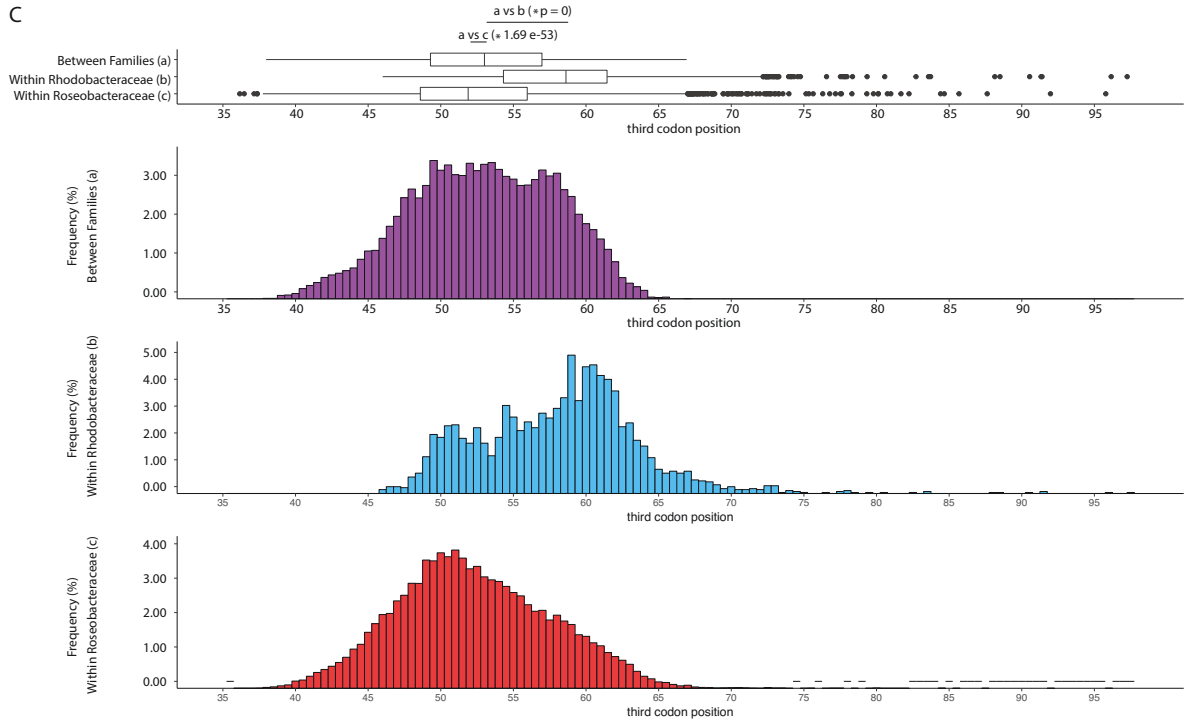 C
a vs b (*p = 0)
a vs c (* 1.69 e-53)
Between Families (a)
Within Rhodobacteraceae (b)
Within Roseobacteraceae (c)
35 40 45 50 55 60 65 70 75 80 85 90 95
third codon position
Frequency (%)
Between Families (a)
3.00
2.00
1.00
0.00
35 40 45 50 55 60 65 70 75 80 85 90 95
third codon position
Frequency (%)
Within Rhodobacteraceae (b)
5.00
4.00
3.00
2.00
1.00
0.00
35 40 45 50 55 60 65 70 75 80 85 90 95
third codon position
Frequency (%)
Within Roseobacteraceae (c)
4.00
3.00
2.00
1.00
0.00
35 40 45 50 55 60 65 70 75 80 85 90 95
third codon position